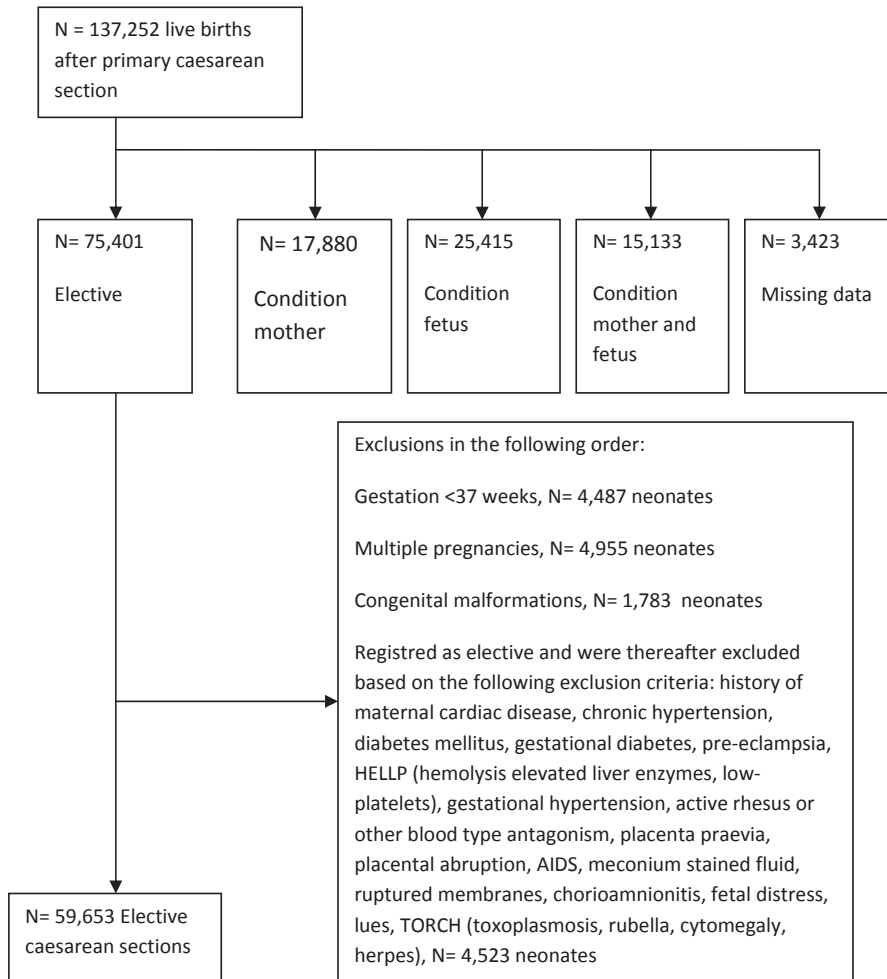 N = 137,252 live births
after primary caesarean
section
N= 75,401
Elective
N= 17,880
Condition
mother
N= 25,415
Condition
fetus
N= 15,133
Condition
mother and
fetus
N= 3,423
Missing data
Exclusions in the following order:
Gestation <37 weeks, N= 4,487 neonates
Multiple pregnancies, N= 4,955 neonates
Congenital malformations, N= 1,783 neonates
Registred as elective and were thereafter excluded
based on the following exclusion criteria: history of
maternal cardiac disease, chronic hypertension,
diabetes mellitus, gestational diabetes, pre-eclampsia,
HELLP (hemolysis elevated liver enzymes, low-
platelets), gestational hypertension, active rhesus or
other blood type antagonism, placenta praevia,
placental abruption, AIDS, meconium stained fluid,
ruptured membranes, chorioamnionitis, fetal distress,
lues, TORCH (toxoplasmosis, rubella, cytomegaly,
herpes), N= 4,523 neonates
N= 59,653 Elective
caesarean sections